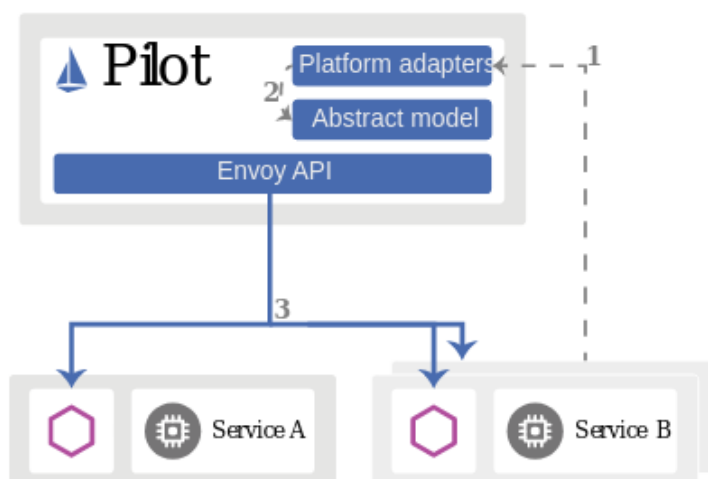 Pilot
Platform adapters
1
2
Abstract model
Envoy API
3
Service A
Service B